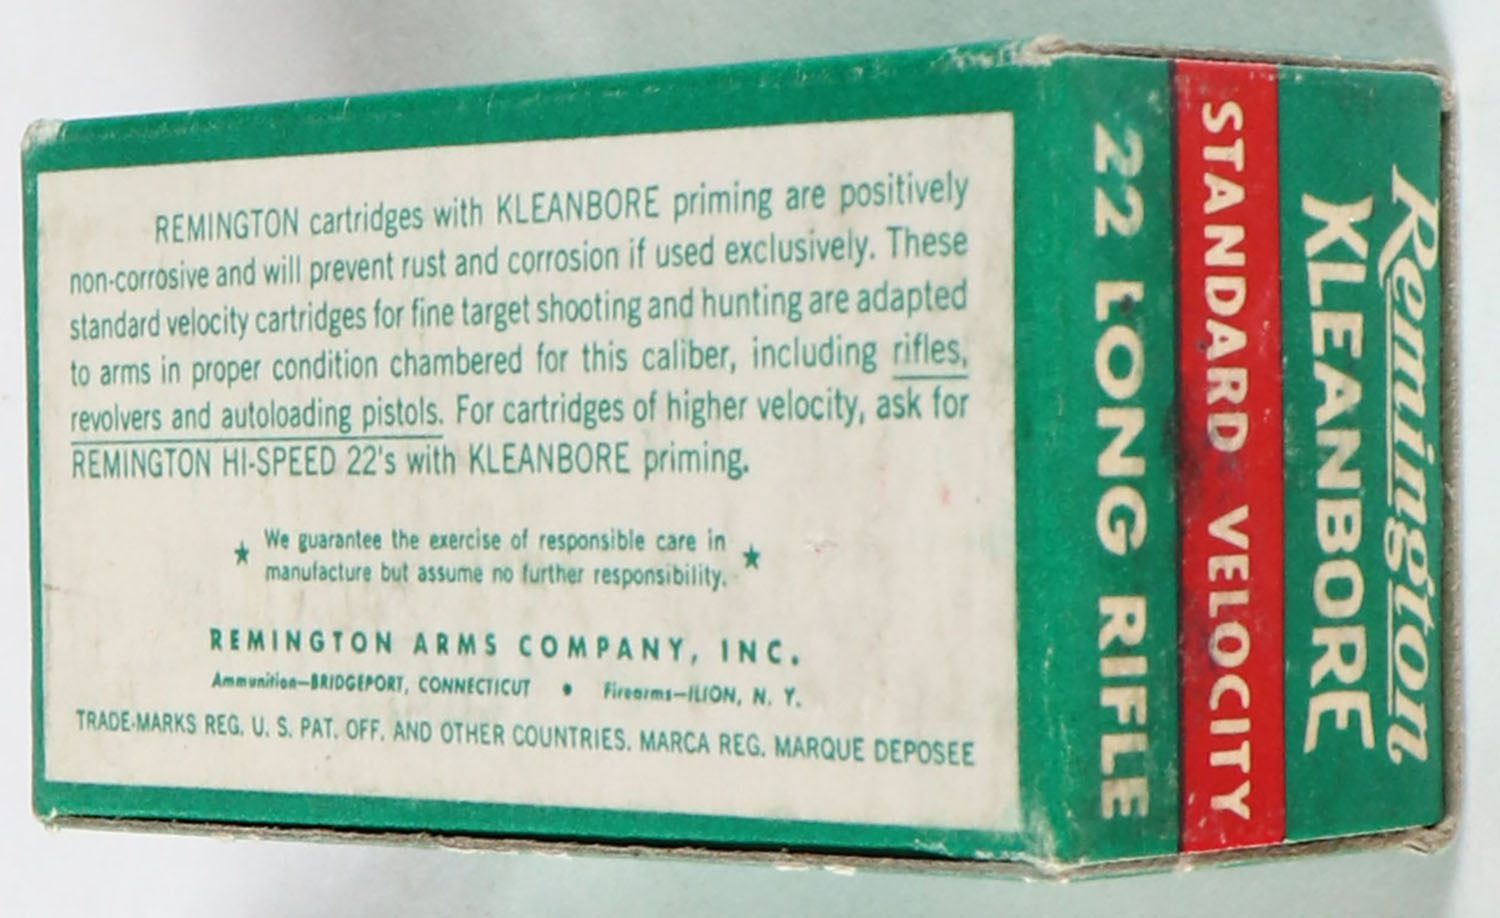 REMINGTON cartridges with KLEANBORE priming are positively
non-corrosive and will prevent rust and corrosion if used exclusively. These
standard velocity cartridges for fine target shooting and hunting are adapted
to arms in proper condition chambered for this caliber, including rifles,
revolvers and autoloading pistols. For cartridges of higher velocity, ask for
REMINGTON HI-SPEED 22's with KLEANBORE priming.
★ We guarantee the exercise of responsible care in ★
manufacture but assume no further responsibility.
REMINGTON ARMS COMPANY, INC.
Ammunition—BRIDGEPORT, CONNECTICUT • Firearms—ILION, N. Y.
TRADE-MARKS REG. U. S. PAT. OFF. AND OTHER COUNTRIES. MARCA REG. MARQUE DEPOSEE
Remington
KLEANBORE
STANDARD VELOCITY
22 LONG RIFLE